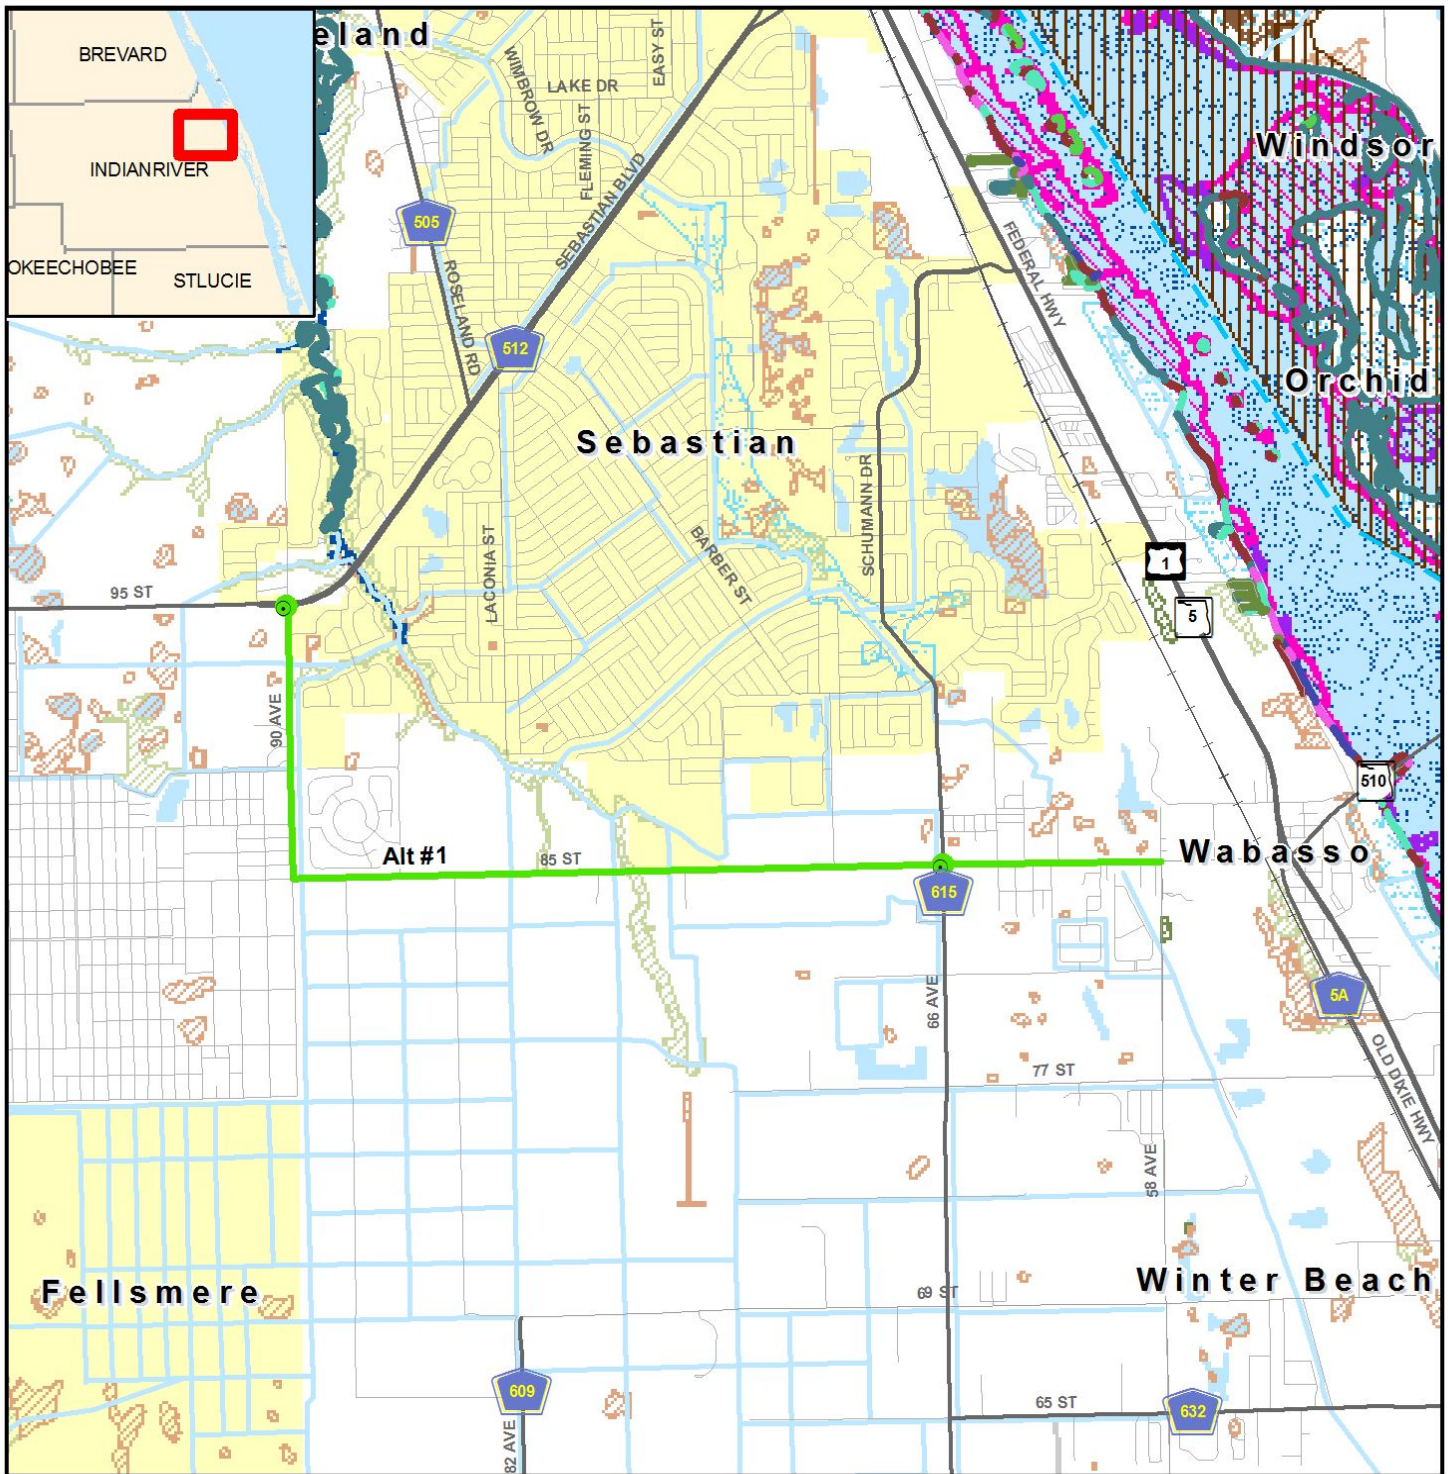 BREVARD
INDIANRIVER
OKEECHOBEE
STLUCIE
eland
EASY ST
WIMBROW DR
LAKE DR
FLEMING ST
SEBASTIAN BLVD
Windsor
505
FEDERAL HWY
ROSELAND RD
512
Orchid
Sebastian
SCHUMANN DR
LACONIA ST
BARBER ST
1
95 ST
5
90 AVE
510
Alt #1
85 ST
Wabasso
615
66 AVE
5A
OLD DIXIE HWY
77 ST
58 AVE
Fellsmere
69 ST
Winter Beach
609
65 ST
632
82 AVE